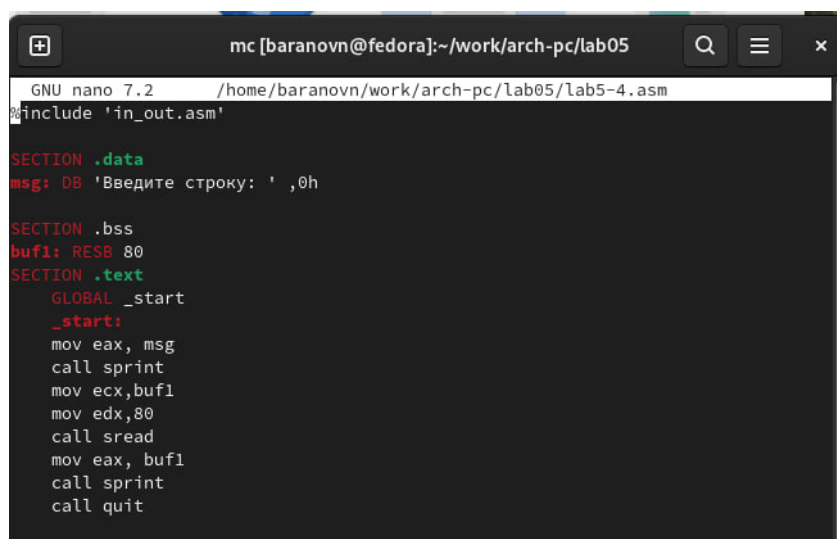 mc [baranovn@fedora]:~/work/arch-pc/lab05
GNU nano 7.2 /home/baranovn/work/arch-pc/lab05/lab5-4.asm
%include 'in_out.asm'
SECTION .data
msg: DB 'Введите строку: ' ,0h
SECTION .bss
buf1: RESB 80
SECTION .text
GLOBAL _start
_start:
mov eax, msg
call sprint
mov ecx,buf1
mov edx,80
call sread
mov eax, buf1
call sprint
call quit